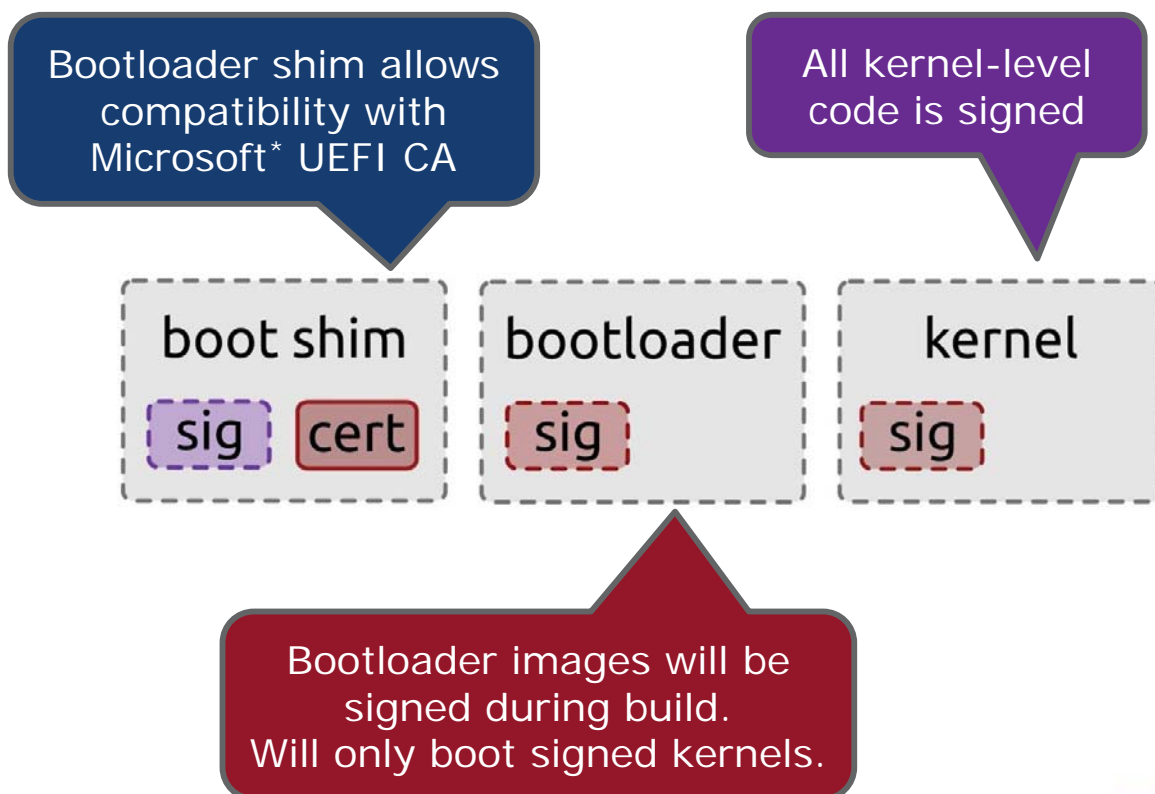 Bootloader shim allows
compatibility with
Microsoft* UEFI CA
All kernel-level
code is signed
boot shim
sig cert
bootloader
sig
kernel
sig
Bootloader images will be
signed during build.
Will only boot signed kernels.